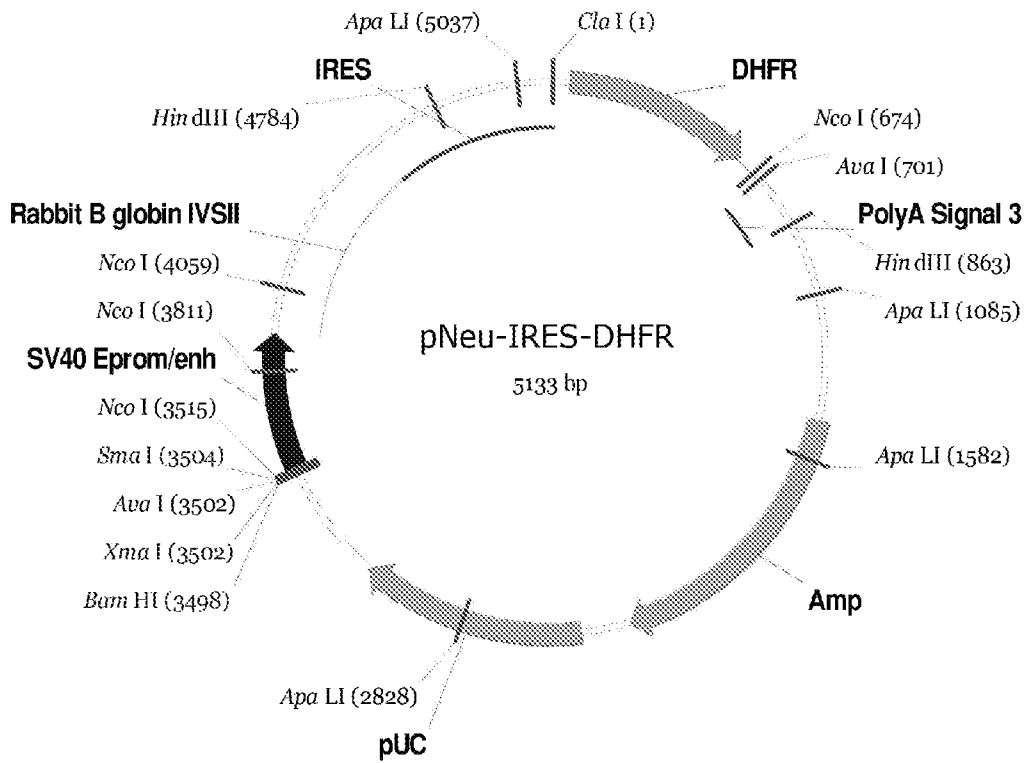 Apa LI (5037)
Cla I (1)
IRES
DHFR
Hin dIII (4784)
Nco I (674)
Ava I (701)
Rabbit B globin IVSII
PolyA Signal 3
Nco I (4059)
Hin dIII (863)
Nco I (3811)
Apa LI (1085)
pNeu-IRES-DHFR
5133 bp
SV40 Eprom/enh
Nco I (3515)
Sma I (3504)
Apa LI (1582)
Ava I (3502)
Xma I (3502)
Bam HI (3498)
Amp
Apa LI (2828)
pUC